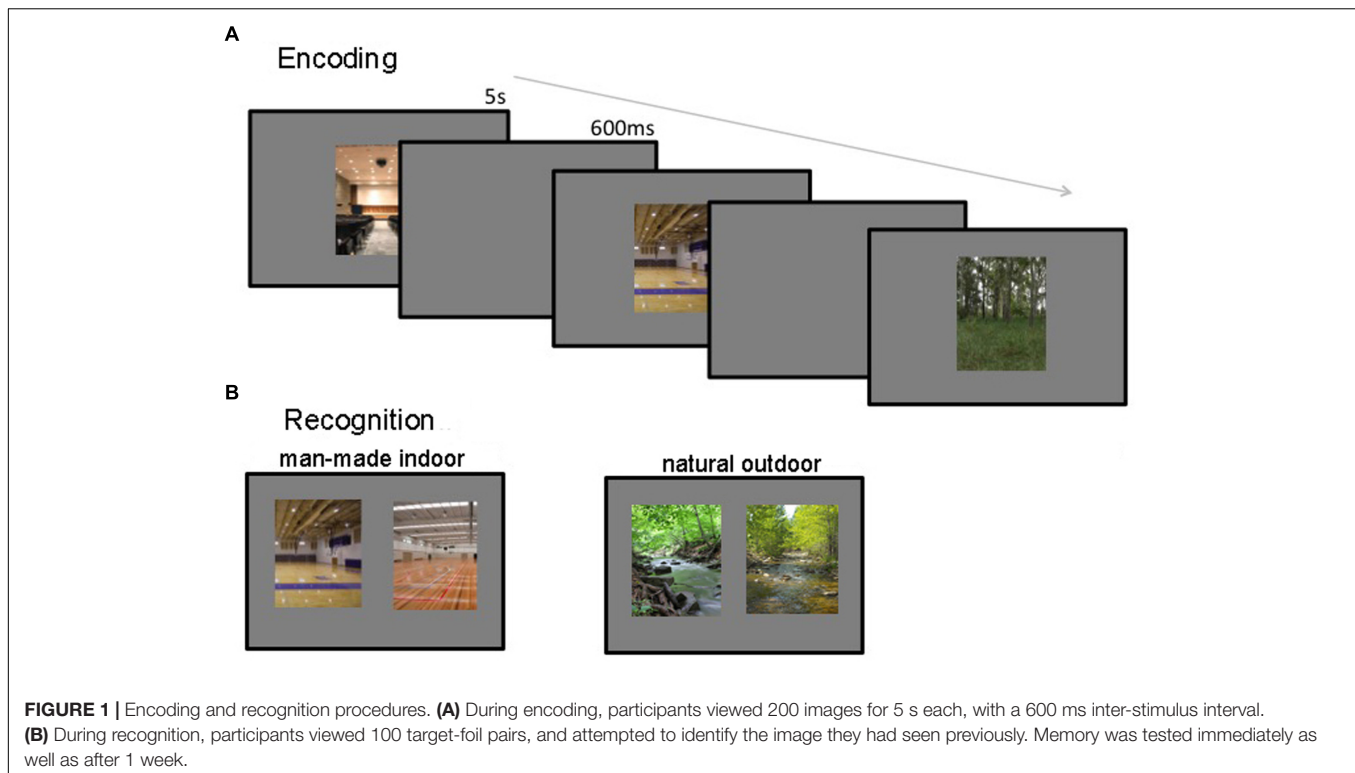 A
Encoding
5s
600ms
B
Recognition
man-made indoor
natural outdoor
FIGURE 1 | Encoding and recognition procedures. (A) During encoding, participants viewed 200 images for 5 s each, with a 600 ms inter-stimulus interval.
(B) During recognition, participants viewed 100 target-foil pairs, and attempted to identify the image they had seen previously. Memory was tested immediately as
well as after 1 week.